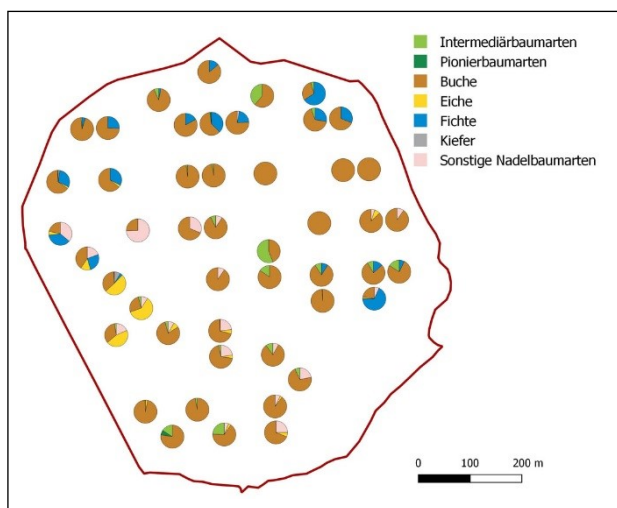 Intermediärbaumarten
Pionierbaumarten
Buche
Eiche
Fichte
Kiefer
Sonstige Nadelbaumarten
0 100 200 m